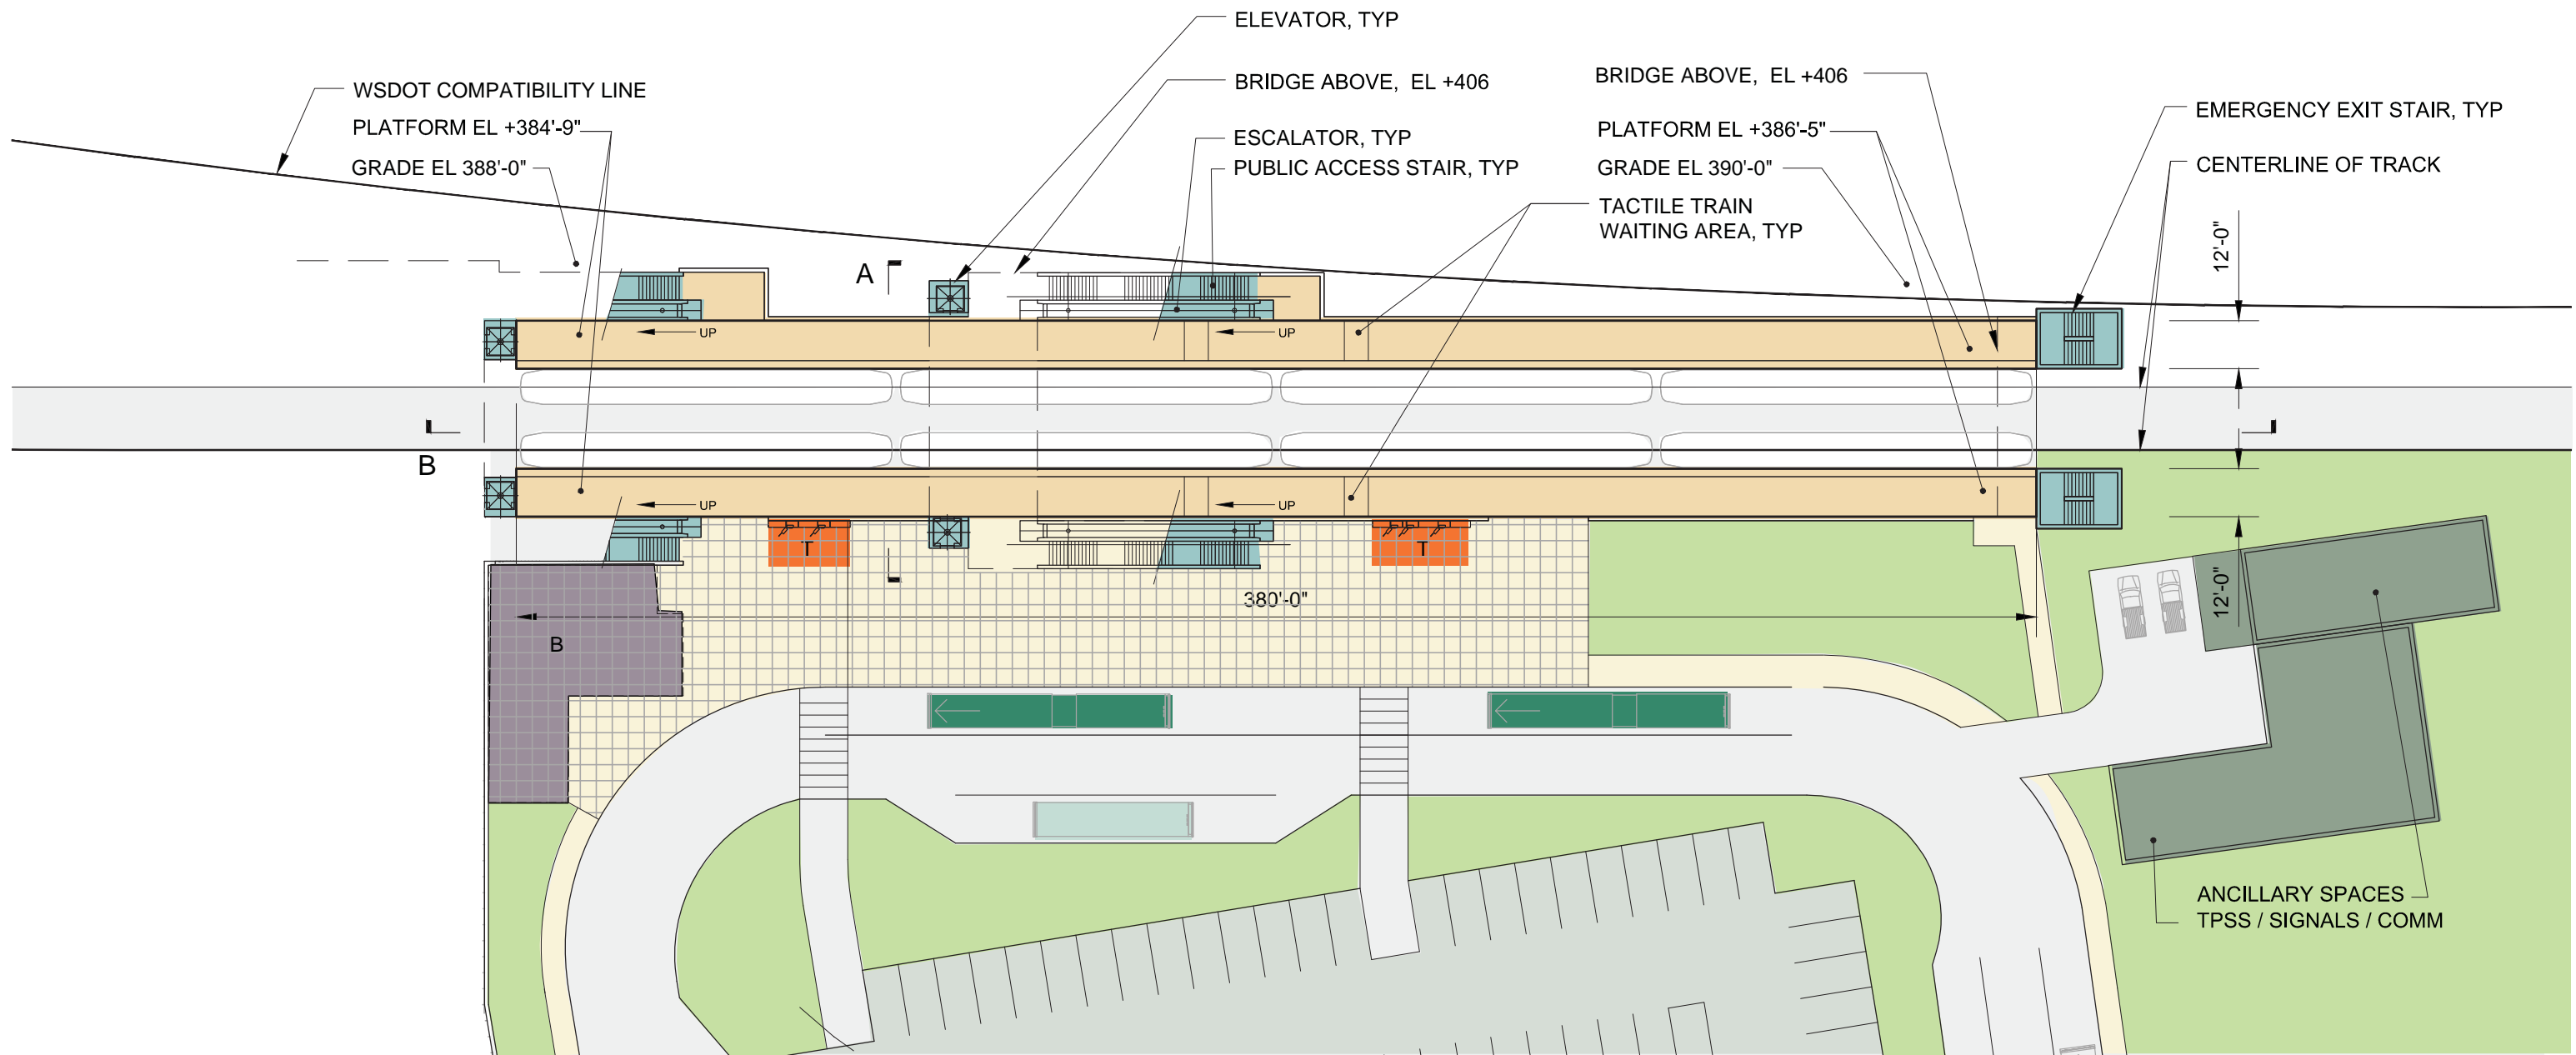 ELEVATOR, TYP
WSDOT COMPATIBILITY LINE
BRIDGE ABOVE, EL +406
BRIDGE ABOVE, EL +406
EMERGENCY EXIT STAIR, TYP
PLATFORM EL +384'-9"
ESCALATOR, TYP
PLATFORM EL +386'-5"
GRADE EL 388'-0"
PUBLIC ACCESS STAIR, TYP
GRADE EL 390'-0"
CENTERLINE OF TRACK
TACTILE TRAIN
WAITING AREA, TYP
12'-0"
A
UP
UP
B
UP
UP
T
T
380'-0"
12'-0"
B
ANCILLARY SPACES
TPSS / SIGNALS / COMM